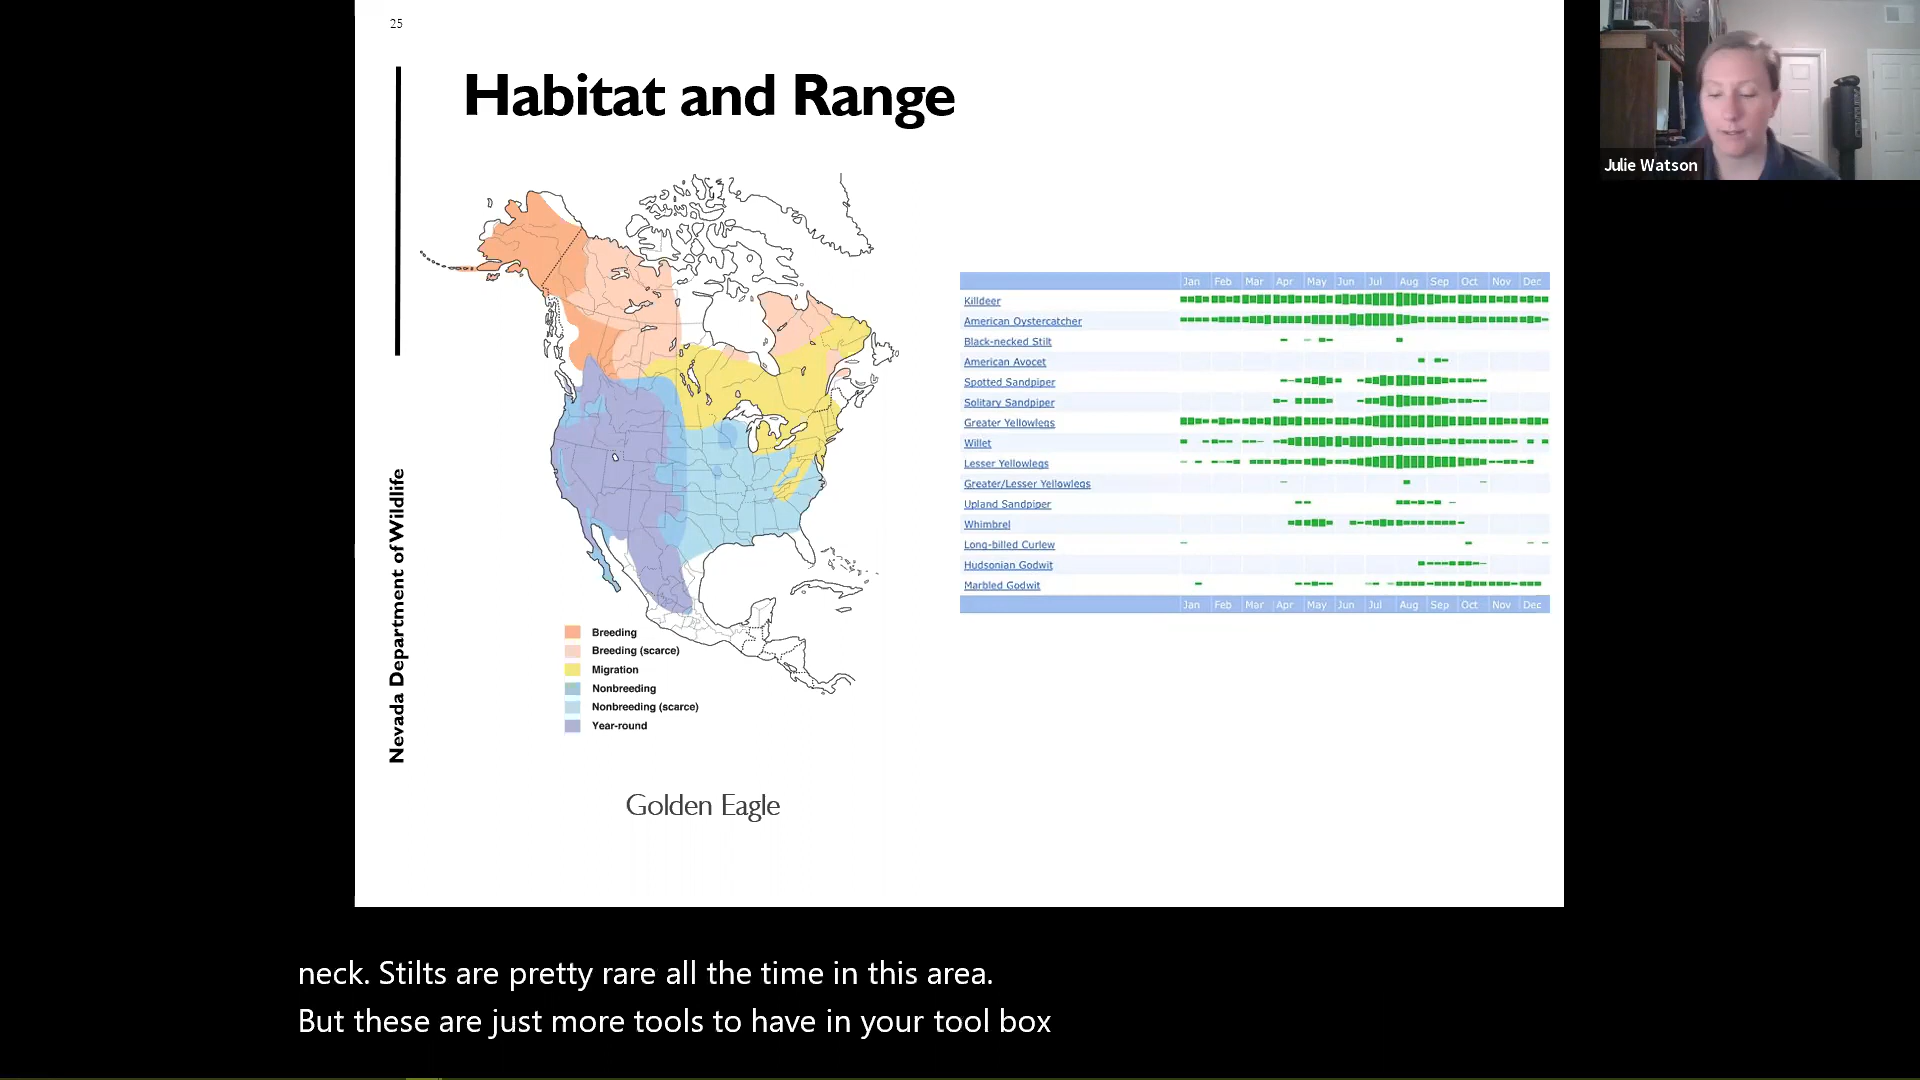 25
Habitat and Range
Nevada Department of Wildlife
Breeding
Breeding (scarce)
Migration
Nonbreeding
Nonbreeding (scarce)
Year-round
Golden Eagle
Jan Feb Mar Apr May Jun Jul Aug Sep Oct Nov Dec
Killdeer
American Oystercatcher
Black-necked Stilt
American Avocet
Spotted Sandpiper
Solitary Sandpiper
Greater Yellowlegs
Willet
Lesser Yellowlegs
Greater/Lesser Yellowlegs
Upland Sandpiper
Whimbrel
Long-billed Curlew
Hudsonian Godwit
Marbled Godwit
Jan Feb Mar Apr May Jun Jul Aug Sep Oct Nov Dec
Julie Watson
neck. Stilts are pretty rare all the time in this area.
But these are just more tools to have in your tool box